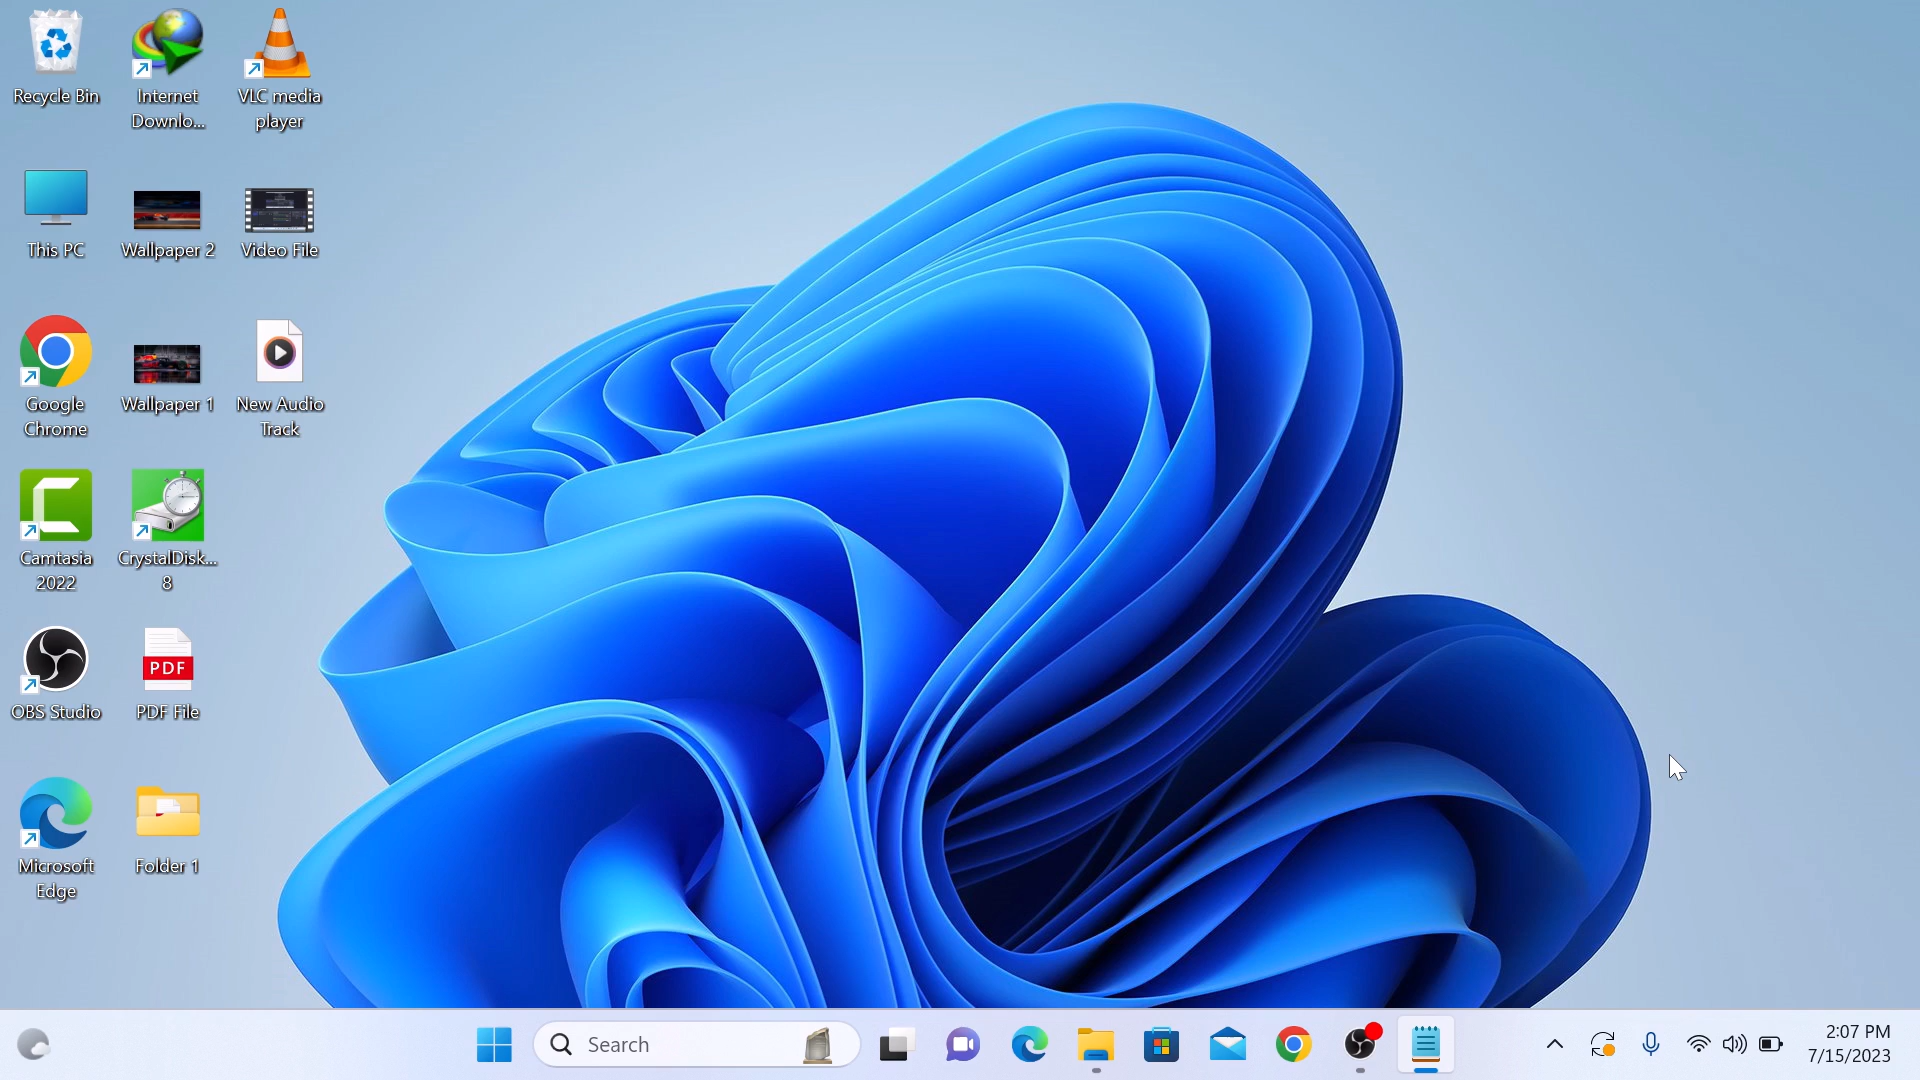 Recycle Bin
Internet
Downlo...
VLC media
player
This PC
Wallpaper 2
Video File
Google
Chrome
Wallpaper 1
New Audio
Track
Camtasia
2022
CrystalDisk...
8
OBS Studio
PDF
PDF File
Microsoft
Edge
Folder 1
Search
2:07 PM
7/15/2023